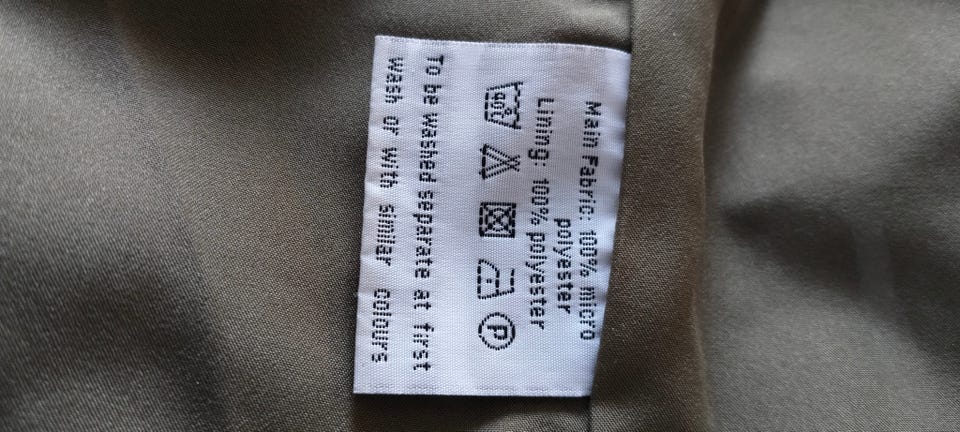 Main Fabric: 100% micro
polyester
Lining: 100% polyester
P
To be washed separate at first
wash or with similar colours